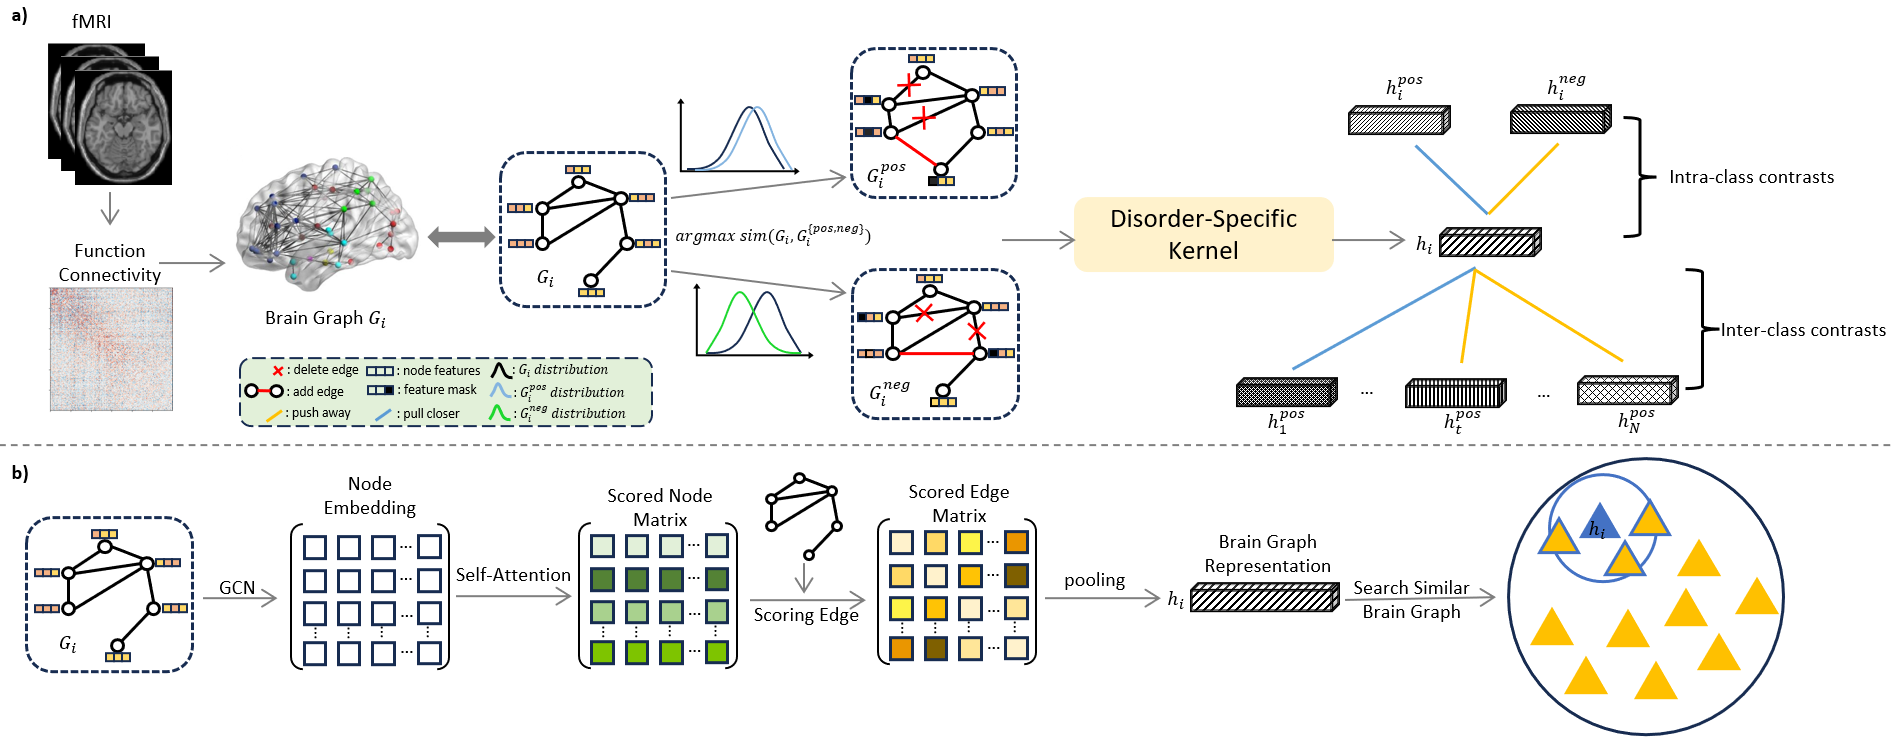 a)
fMRI
Function
Connectivity
Brain Graph G_i
G_i
argmax sim(G_i, G_i^{pos,neg})
G_i^pos
G_i^neg
Disorder-Specific
Kernel
h_i^pos
h_i^neg
h_i
Intra-class contrasts
Inter-class contrasts
h_1^pos
...
h_t^pos
...
h_N^pos
: delete edge
: node features
: G_i distribution
: add edge
: feature mask
: G_i^pos distribution
: push away
: pull closer
: G_i^neg distribution
b)
G_i
GCN
Node
Embedding
Self-Attention
Scored Node
Matrix
Scoring Edge
Scored Edge
Matrix
pooling
Brain Graph
Representation
h_i
Search Similar
Brain Graph
h_i